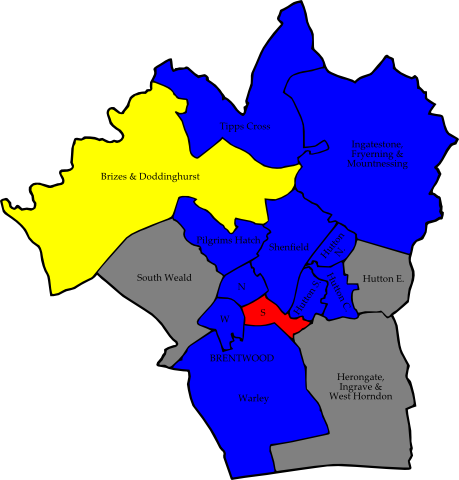 Tipps Cross
Ingatestone,
Fryerning &
Mountnessing
Brizes & Doddinghurst
Pilgrims Hatch
Shenfield
Hutton
N.
South Weald
Hutton E.
N
Hutton S.
Hutton C.
W
S
BRENTWOOD
Herongate,
Ingrave &
West Horndon
Warley